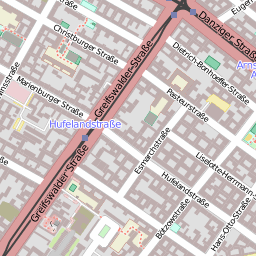 Danziger Straße
Eugen
Christburger Straße
Greifswalder Straße
Dietrich-Bonhoeffer-Straße
Arns
Marienburger Straße
Pasteurstraße
Hufelandstraße
Greifswalder Straße
Esmarchstraße
Liselotte-Herrmann-
Hufelandstraße
Bötzowstraße
Hans-Otto-Straße